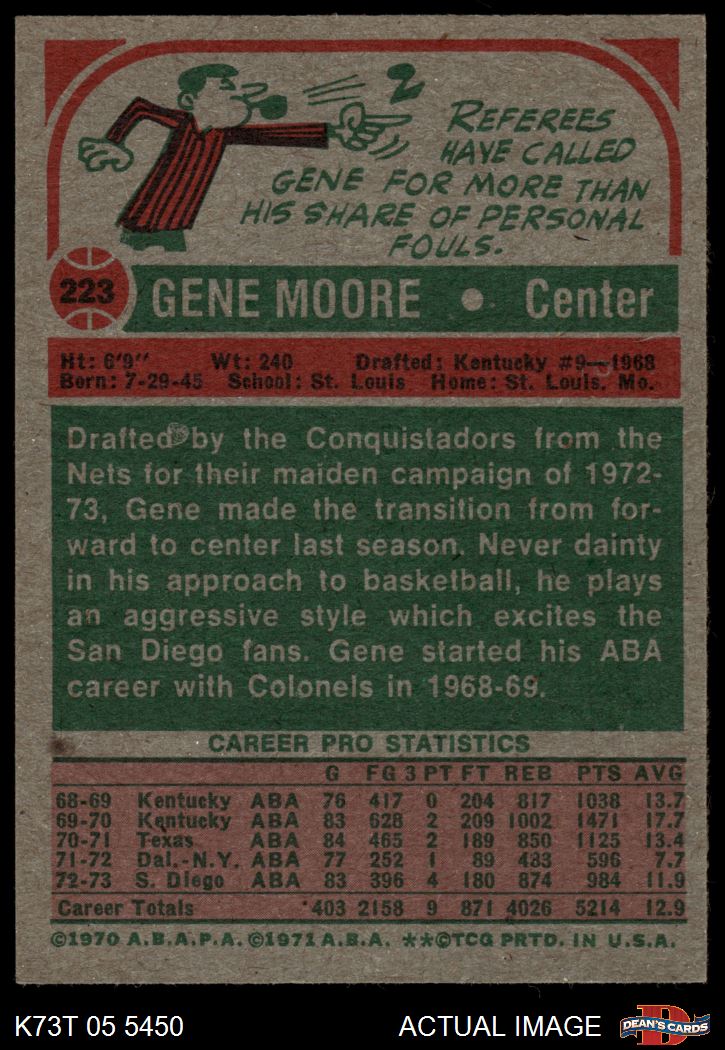 2
REFEREES
HAVE CALLED
GENE FOR MORE THAN
HIS SHARE OF PERSONAL
FOULS.
223 GENE MOORE • Center
Ht: 6'9" Wt: 240 Drafted: Kentucky #9—1968
Born: 7-29-45 School: St. Louis Home: St. Louis, Mo.
Drafted by the Conquistadors from the
Nets for their maiden campaign of 1972-
73, Gene made the transition from for-
ward to center last season. Never dainty
in his approach to basketball, he plays
an aggressive style which excites the
San Diego fans. Gene started his ABA
career with Colonels in 1968-69.
CAREER PRO STATISTICS
G FG 3 PT FT REB PTS AVG
68-69 Kentucky ABA 76 417 0 204 817 1038 13.7
69-70 Kentucky ABA 83 628 2 209 1002 1471 17.7
70-71 Texas ABA 84 465 2 189 850 1125 13.4
71-72 Dal.-N.Y. ABA 77 252 1 89 483 596 7.7
72-73 S. Diego ABA 83 396 4 180 874 984 11.9
Career Totals 403 2158 9 871 4026 5214 12.9
©1970 A.B.A.P.A. ©1971 A.B.A. **©TCG PRTD. IN U.S.A.
K73T 05 5450 ACTUAL IMAGE D DEAN'S CARDS